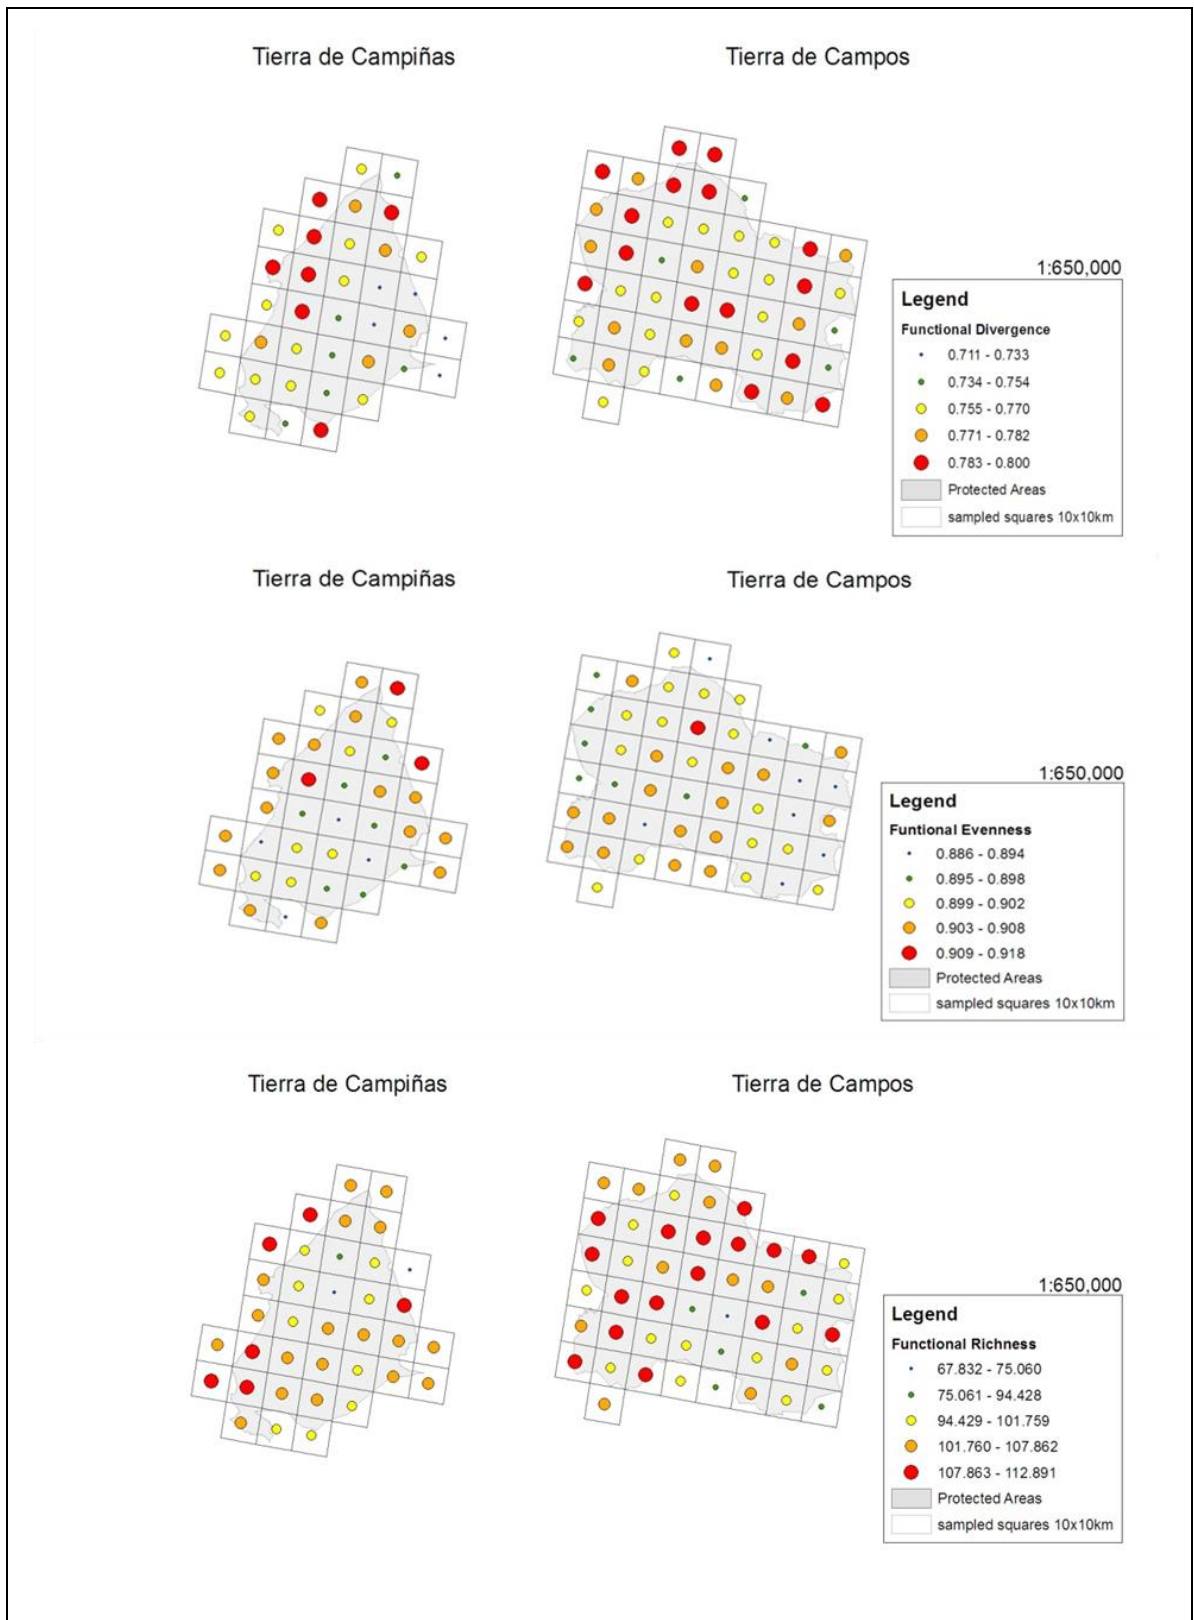 Tierra de Campiñas
Tierra de Campos
1:650,000
Legend
Functional Divergence
0.711 - 0.733
0.734 - 0.754
0.755 - 0.770
0.771 - 0.782
0.783 - 0.800
Protected Areas
sampled squares 10x10km
Tierra de Campiñas
Tierra de Campos
1:650,000
Legend
Funtional Evenness
0.886 - 0.894
0.895 - 0.898
0.899 - 0.902
0.903 - 0.908
0.909 - 0.918
Protected Areas
sampled squares 10x10km
Tierra de Campiñas
Tierra de Campos
1:650,000
Legend
Functional Richness
67.832 - 75.060
75.061 - 94.428
94.429 - 101.759
101.760 - 107.862
107.863 - 112.891
Protected Areas
sampled squares 10x10km